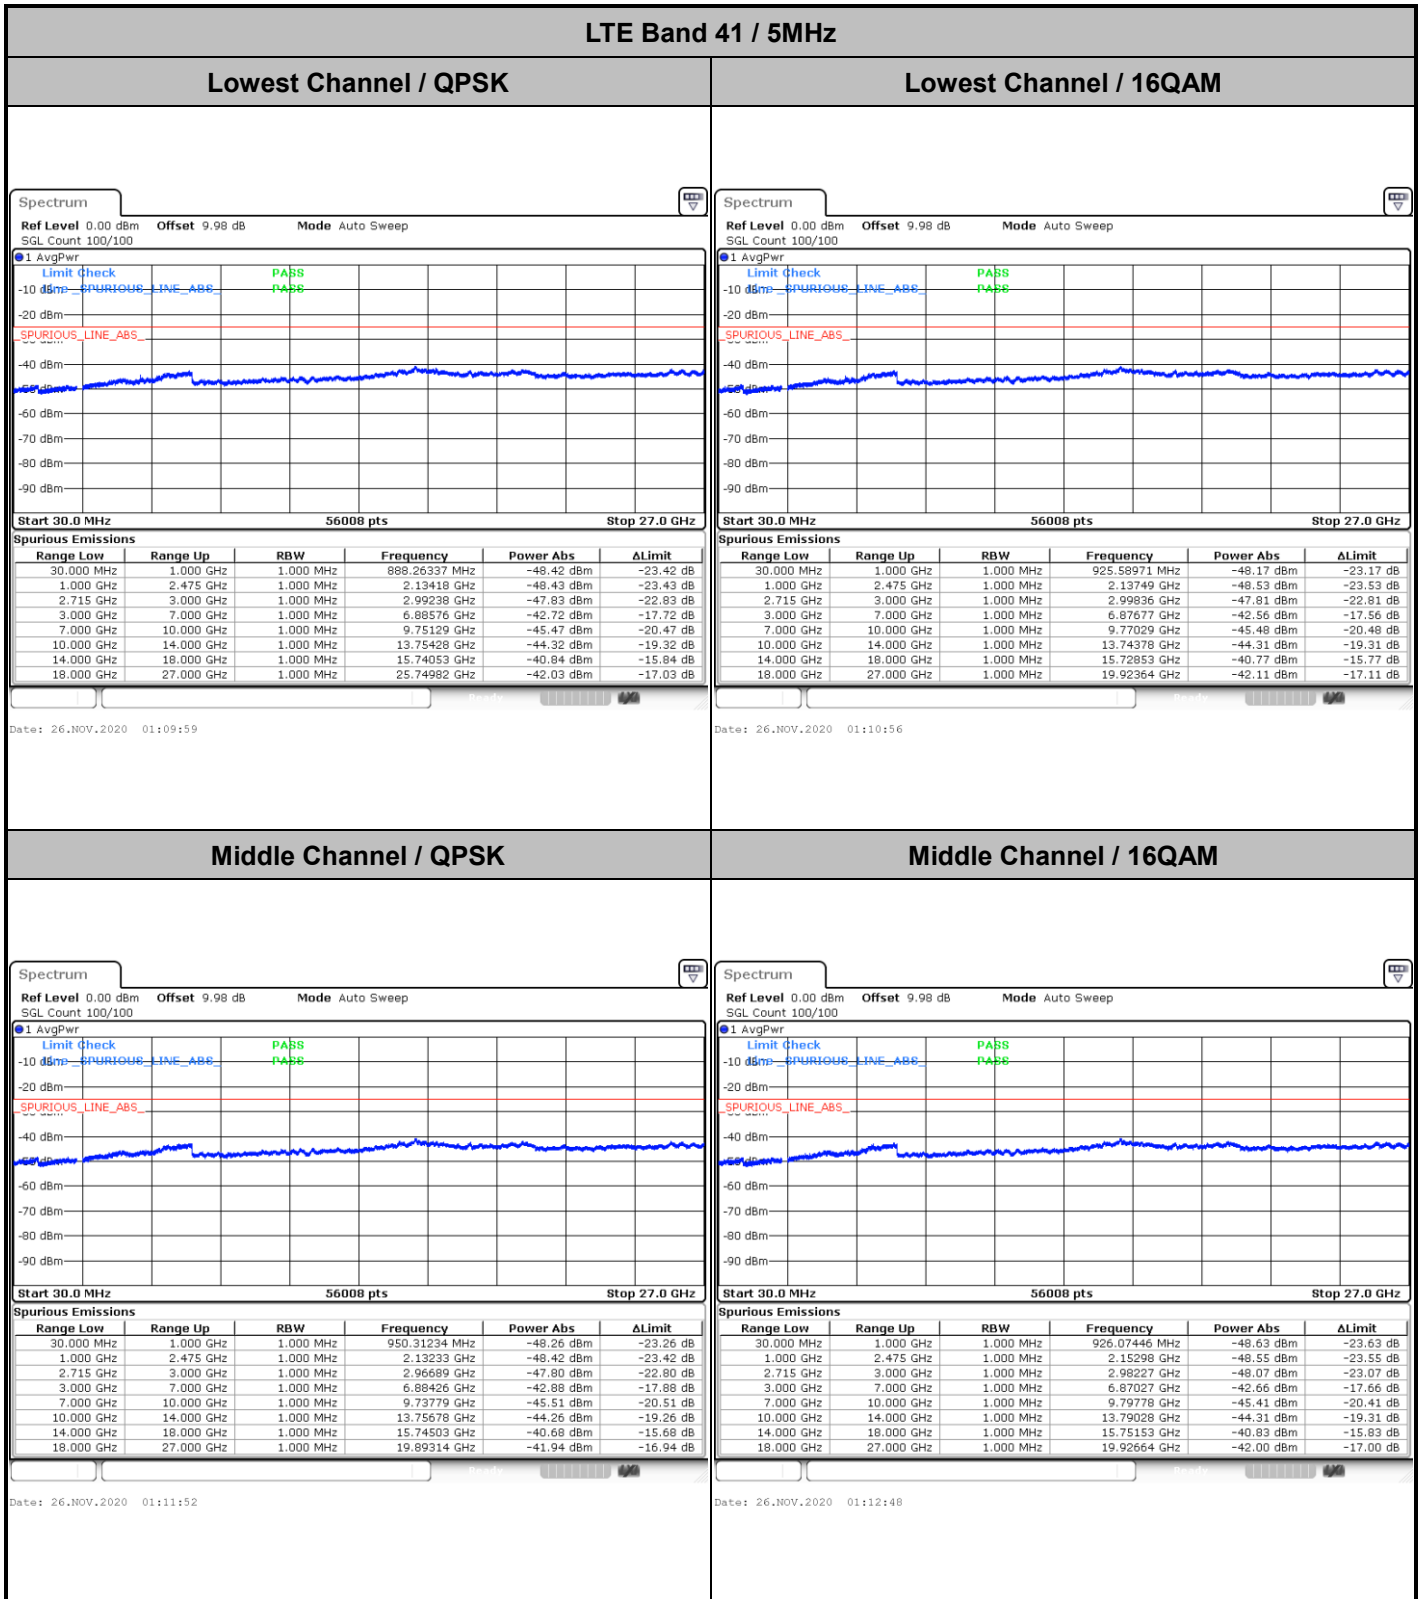 LTE Band 41 / 5MHz
Lowest Channel / QPSK
Lowest Channel / 16QAM
Spectrum
Ref Level 0.00 dBm Offset 9.98 dB Mode Auto Sweep
SGL Count 100/100
1 AvgPwr
Limit Check PASS
-10 dBm Line _SPURIOUS_LINE_ABS_ PASS
-20 dBm
_SPURIOUS_LINE_ABS_
-40 dBm
-50 dBm
-60 dBm
-70 dBm
-80 dBm
-90 dBm
Start 30.0 MHz 56008 pts Stop 27.0 GHz
Spurious Emissions
Range Low Range Up RBW Frequency Power Abs ΔLimit
30.000 MHz 1.000 GHz 1.000 MHz 888.26337 MHz -48.42 dBm -23.42 dB
1.000 GHz 2.475 GHz 1.000 MHz 2.13418 GHz -48.43 dBm -23.43 dB
2.715 GHz 3.000 GHz 1.000 MHz 2.99238 GHz -47.83 dBm -22.83 dB
3.000 GHz 7.000 GHz 1.000 MHz 6.88576 GHz -42.72 dBm -17.72 dB
7.000 GHz 10.000 GHz 1.000 MHz 9.75129 GHz -45.47 dBm -20.47 dB
10.000 GHz 14.000 GHz 1.000 MHz 13.75428 GHz -44.32 dBm -19.32 dB
14.000 GHz 18.000 GHz 1.000 MHz 15.74053 GHz -40.84 dBm -15.84 dB
18.000 GHz 27.000 GHz 1.000 MHz 25.74982 GHz -42.03 dBm -17.03 dB
Date: 26.NOV.2020 01:09:59
Spectrum
Ref Level 0.00 dBm Offset 9.98 dB Mode Auto Sweep
SGL Count 100/100
1 AvgPwr
Limit Check PASS
-10 dBm Line _SPURIOUS_LINE_ABS_ PASS
-20 dBm
_SPURIOUS_LINE_ABS_
-40 dBm
-50 dBm
-60 dBm
-70 dBm
-80 dBm
-90 dBm
Start 30.0 MHz 56008 pts Stop 27.0 GHz
Spurious Emissions
Range Low Range Up RBW Frequency Power Abs ΔLimit
30.000 MHz 1.000 GHz 1.000 MHz 925.58971 MHz -48.17 dBm -23.17 dB
1.000 GHz 2.475 GHz 1.000 MHz 2.13749 GHz -48.53 dBm -23.53 dB
2.715 GHz 3.000 GHz 1.000 MHz 2.99836 GHz -47.81 dBm -22.81 dB
3.000 GHz 7.000 GHz 1.000 MHz 6.87677 GHz -42.56 dBm -17.56 dB
7.000 GHz 10.000 GHz 1.000 MHz 9.77029 GHz -45.48 dBm -20.48 dB
10.000 GHz 14.000 GHz 1.000 MHz 13.74378 GHz -44.31 dBm -19.31 dB
14.000 GHz 18.000 GHz 1.000 MHz 15.72853 GHz -40.77 dBm -15.77 dB
18.000 GHz 27.000 GHz 1.000 MHz 19.92364 GHz -42.11 dBm -17.11 dB
Date: 26.NOV.2020 01:10:56
Middle Channel / QPSK
Middle Channel / 16QAM
Spectrum
Ref Level 0.00 dBm Offset 9.98 dB Mode Auto Sweep
SGL Count 100/100
1 AvgPwr
Limit Check PASS
-10 dBm Line _SPURIOUS_LINE_ABS_ PASS
-20 dBm
_SPURIOUS_LINE_ABS_
-40 dBm
-50 dBm
-60 dBm
-70 dBm
-80 dBm
-90 dBm
Start 30.0 MHz 56008 pts Stop 27.0 GHz
Spurious Emissions
Range Low Range Up RBW Frequency Power Abs ΔLimit
30.000 MHz 1.000 GHz 1.000 MHz 950.31234 MHz -48.26 dBm -23.26 dB
1.000 GHz 2.475 GHz 1.000 MHz 2.13233 GHz -48.42 dBm -23.42 dB
2.715 GHz 3.000 GHz 1.000 MHz 2.96689 GHz -47.80 dBm -22.80 dB
3.000 GHz 7.000 GHz 1.000 MHz 6.88426 GHz -42.88 dBm -17.88 dB
7.000 GHz 10.000 GHz 1.000 MHz 9.73779 GHz -45.51 dBm -20.51 dB
10.000 GHz 14.000 GHz 1.000 MHz 13.75678 GHz -44.26 dBm -19.26 dB
14.000 GHz 18.000 GHz 1.000 MHz 15.74503 GHz -40.68 dBm -15.68 dB
18.000 GHz 27.000 GHz 1.000 MHz 19.89314 GHz -41.94 dBm -16.94 dB
Date: 26.NOV.2020 01:11:52
Spectrum
Ref Level 0.00 dBm Offset 9.98 dB Mode Auto Sweep
SGL Count 100/100
1 AvgPwr
Limit Check PASS
-10 dBm Line _SPURIOUS_LINE_ABS_ PASS
-20 dBm
_SPURIOUS_LINE_ABS_
-40 dBm
-50 dBm
-60 dBm
-70 dBm
-80 dBm
-90 dBm
Start 30.0 MHz 56008 pts Stop 27.0 GHz
Spurious Emissions
Range Low Range Up RBW Frequency Power Abs ΔLimit
30.000 MHz 1.000 GHz 1.000 MHz 926.07446 MHz -48.63 dBm -23.63 dB
1.000 GHz 2.475 GHz 1.000 MHz 2.15298 GHz -48.55 dBm -23.55 dB
2.715 GHz 3.000 GHz 1.000 MHz 2.98227 GHz -48.07 dBm -23.07 dB
3.000 GHz 7.000 GHz 1.000 MHz 6.87027 GHz -42.66 dBm -17.66 dB
7.000 GHz 10.000 GHz 1.000 MHz 9.79778 GHz -45.41 dBm -20.41 dB
10.000 GHz 14.000 GHz 1.000 MHz 13.79028 GHz -44.31 dBm -19.31 dB
14.000 GHz 18.000 GHz 1.000 MHz 15.75153 GHz -40.83 dBm -15.83 dB
18.000 GHz 27.000 GHz 1.000 MHz 19.92664 GHz -42.00 dBm -17.00 dB
Date: 26.NOV.2020 01:12:48